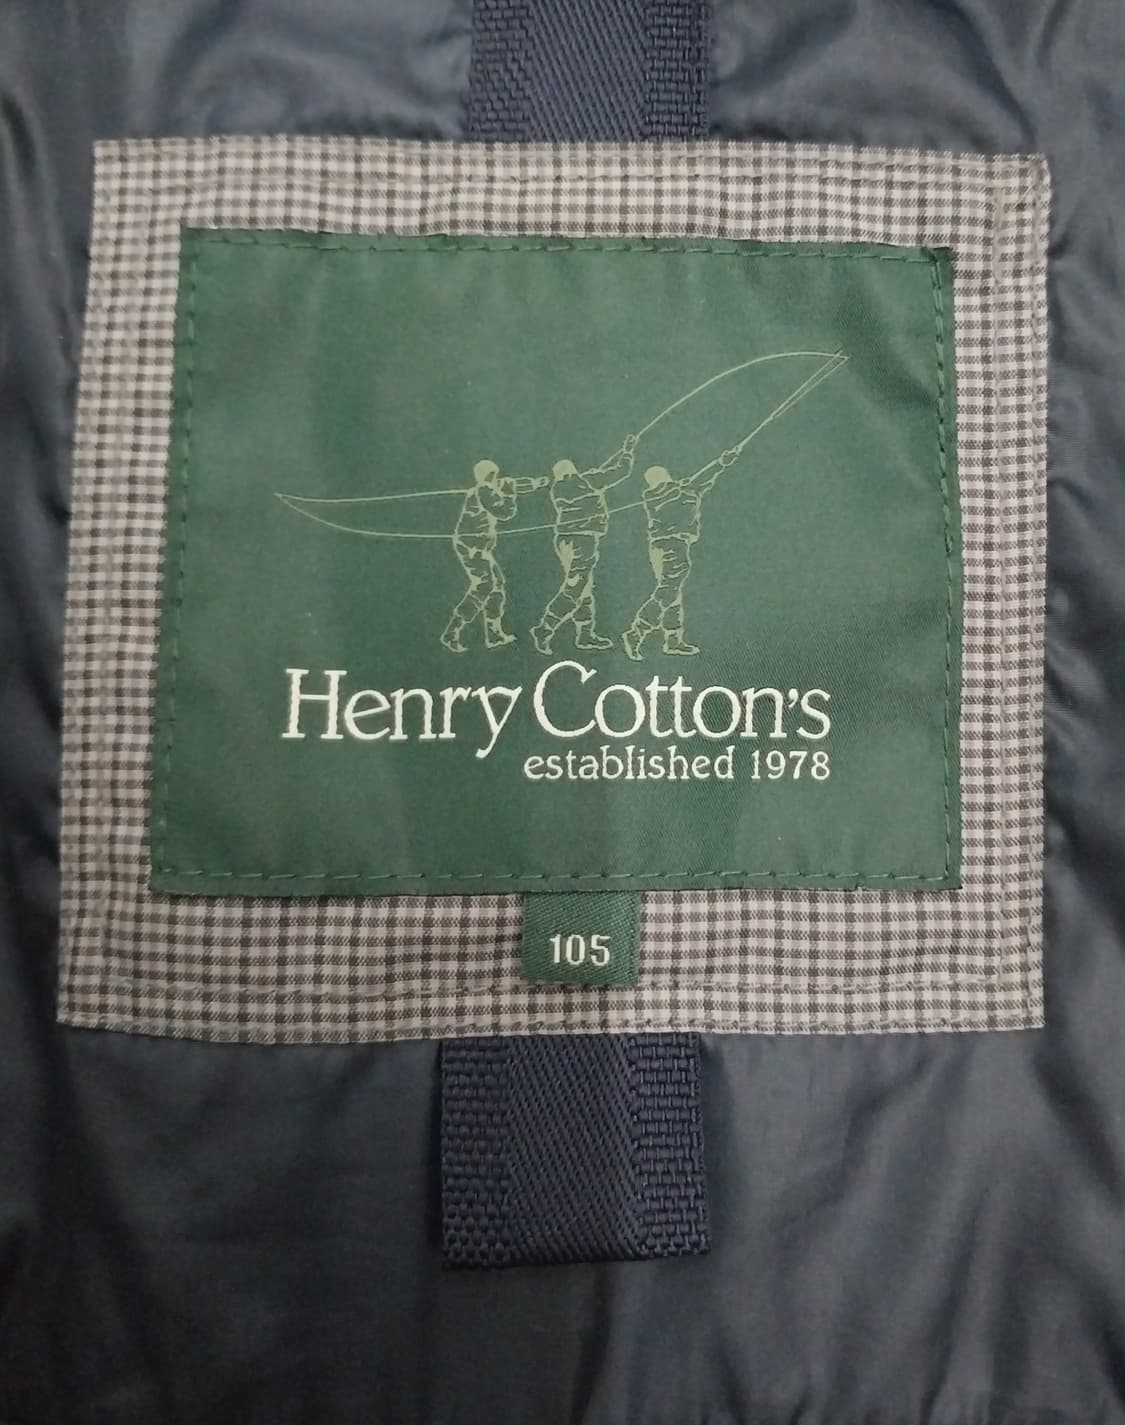 Henry Cotton's
established 1978
105